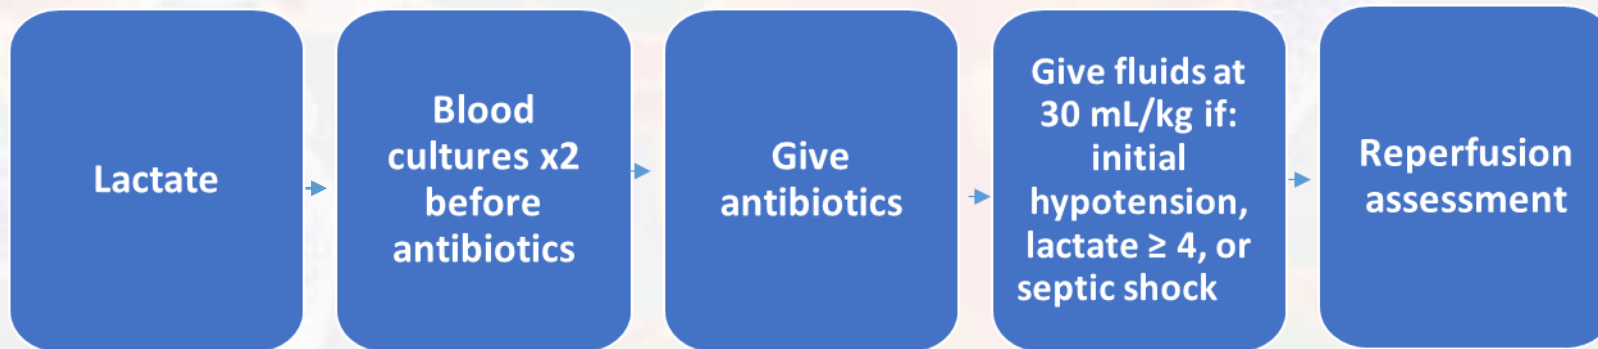 Lactate
Blood
cultures x2
before
antibiotics
Give
antibiotics
Give fluids at
30 mL/kg if:
initial
hypotension,
lactate ≥ 4, or
septic shock
Reperfusion
assessment